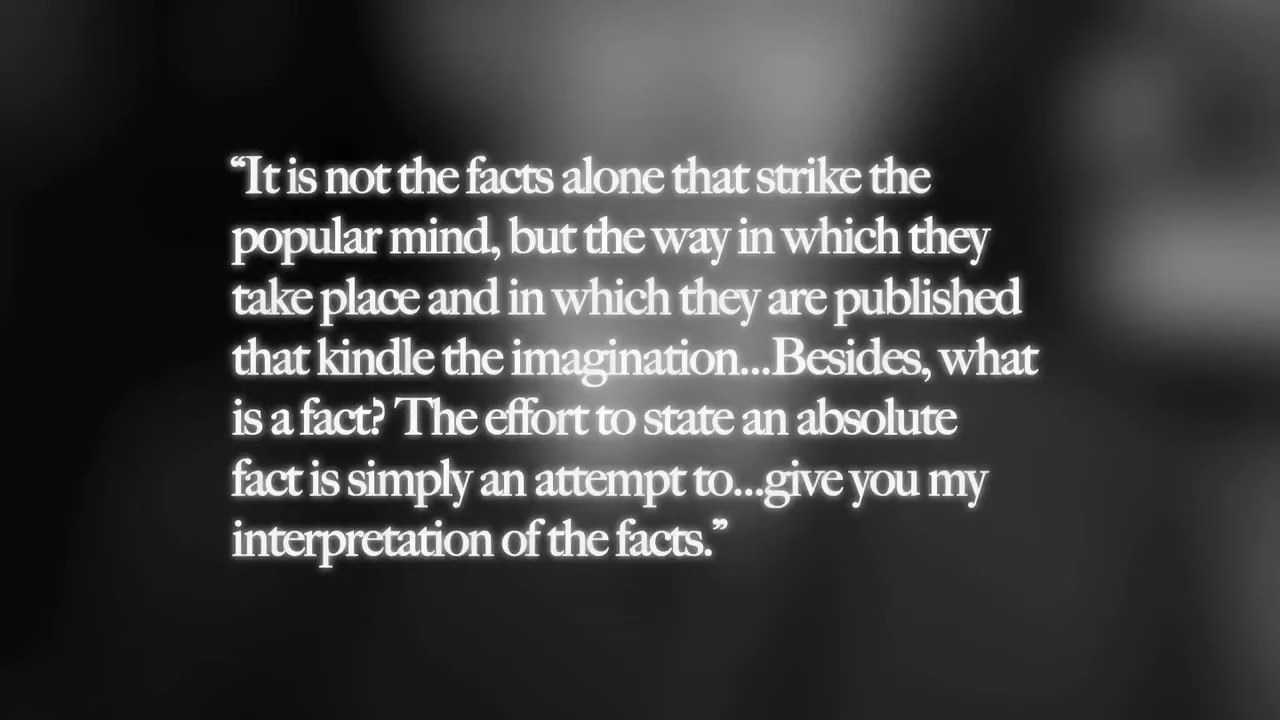 “It is not the facts alone that strike the
popular mind, but the way in which they
take place and in which they are published
that kindle the imagination...Besides, what
is a fact? The effort to state an absolute
fact is simply an attempt to...give you my
interpretation of the facts.”